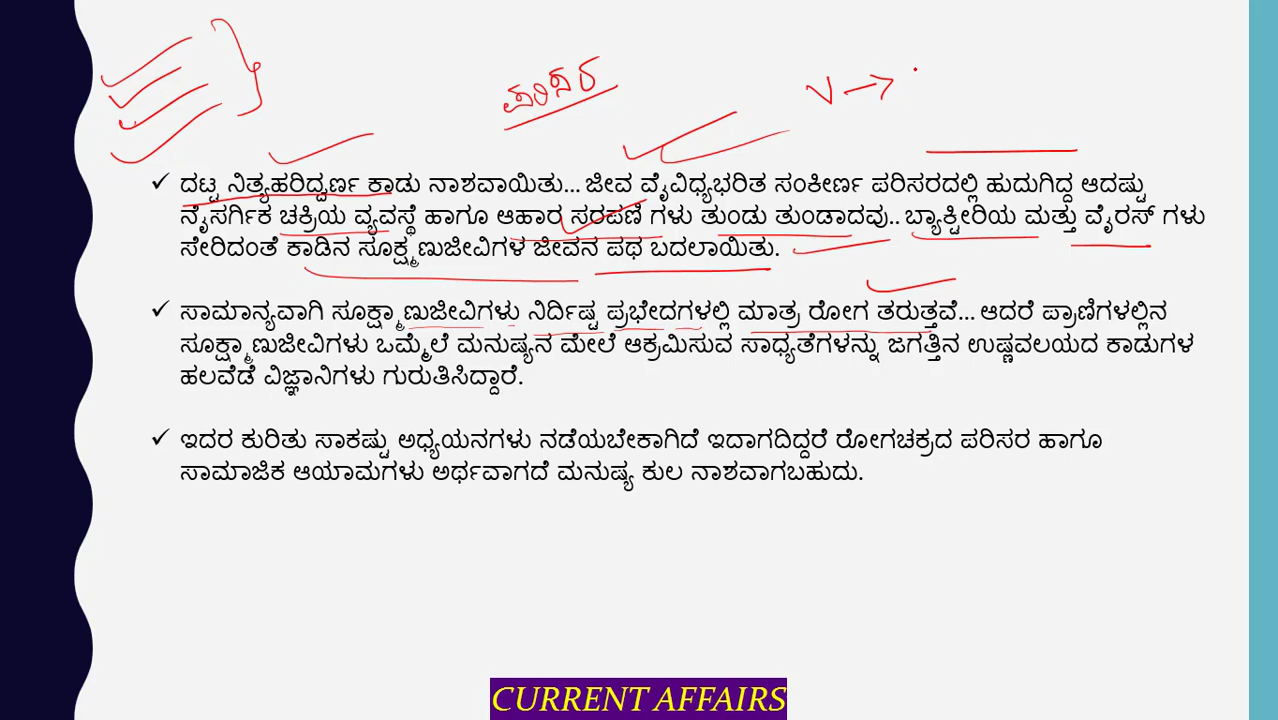 ಪರಿಸರ
V →
ದಟ್ಟ ನಿತ್ಯಹರಿದ್ವರ್ಣ ಕಾಡು ನಾಶವಾಯಿತು... ಜೀವ ವೈವಿಧ್ಯಭರಿತ ಸಂಕೀರ್ಣ ಪರಿಸರದಲ್ಲಿ ಹುದುಗಿದ್ದ ಆದಷ್ಟು
ನೈಸರ್ಗಿಕ ಚಕ್ರಿಯ ವ್ಯವಸ್ಥೆ ಹಾಗೂ ಆಹಾರ ಸರಪಣಿ ಗಳು ತುಂಡು ತುಂಡಾದವು.. ಬ್ಯಾಕ್ಟೀರಿಯ ಮತ್ತು ವೈರಸ್ ಗಳು
ಸೇರಿದಂತೆ ಕಾಡಿನ ಸೂಕ್ಷ್ಮಣುಜೀವಿಗಳ ಜೀವನ ಪಥ ಬದಲಾಯಿತು.
ಸಾಮಾನ್ಯವಾಗಿ ಸೂಕ್ಷ್ಮಾಣುಜೀವಿಗಳು ನಿರ್ದಿಷ್ಟ ಪ್ರಭೇದಗಳಲ್ಲಿ ಮಾತ್ರ ರೋಗ ತರುತ್ತವೆ... ಆದರೆ ಪ್ರಾಣಿಗಳಲ್ಲಿನ
ಸೂಕ್ಷ್ಮಾಣುಜೀವಿಗಳು ಒಮ್ಮೆಲೆ ಮನುಷ್ಯನ ಮೇಲೆ ಆಕ್ರಮಿಸುವ ಸಾಧ್ಯತೆಗಳನ್ನು ಜಗತ್ತಿನ ಉಷ್ಣವಲಯದ ಕಾಡುಗಳ
ಹಲವೆಡೆ ವಿಜ್ಞಾನಿಗಳು ಗುರುತಿಸಿದ್ದಾರೆ.
ಇದರ ಕುರಿತು ಸಾಕಷ್ಟು ಅಧ್ಯಯನಗಳು ನಡೆಯಬೇಕಾಗಿದೆ ಇದಾಗದಿದ್ದರೆ ರೋಗಚಕ್ರದ ಪರಿಸರ ಹಾಗೂ
ಸಾಮಾಜಿಕ ಆಯಾಮಗಳು ಅರ್ಥವಾಗದೆ ಮನುಷ್ಯ ಕುಲ ನಾಶವಾಗಬಹುದು.
CURRENT AFFAIRS